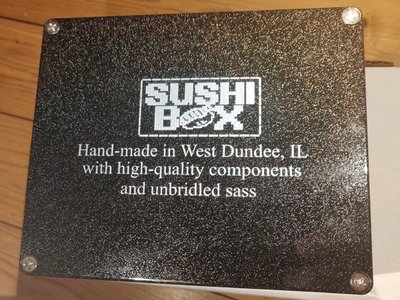 SUSHI
BOX
Hand-made in West Dundee, IL
with high-quality components
and unbridled sass